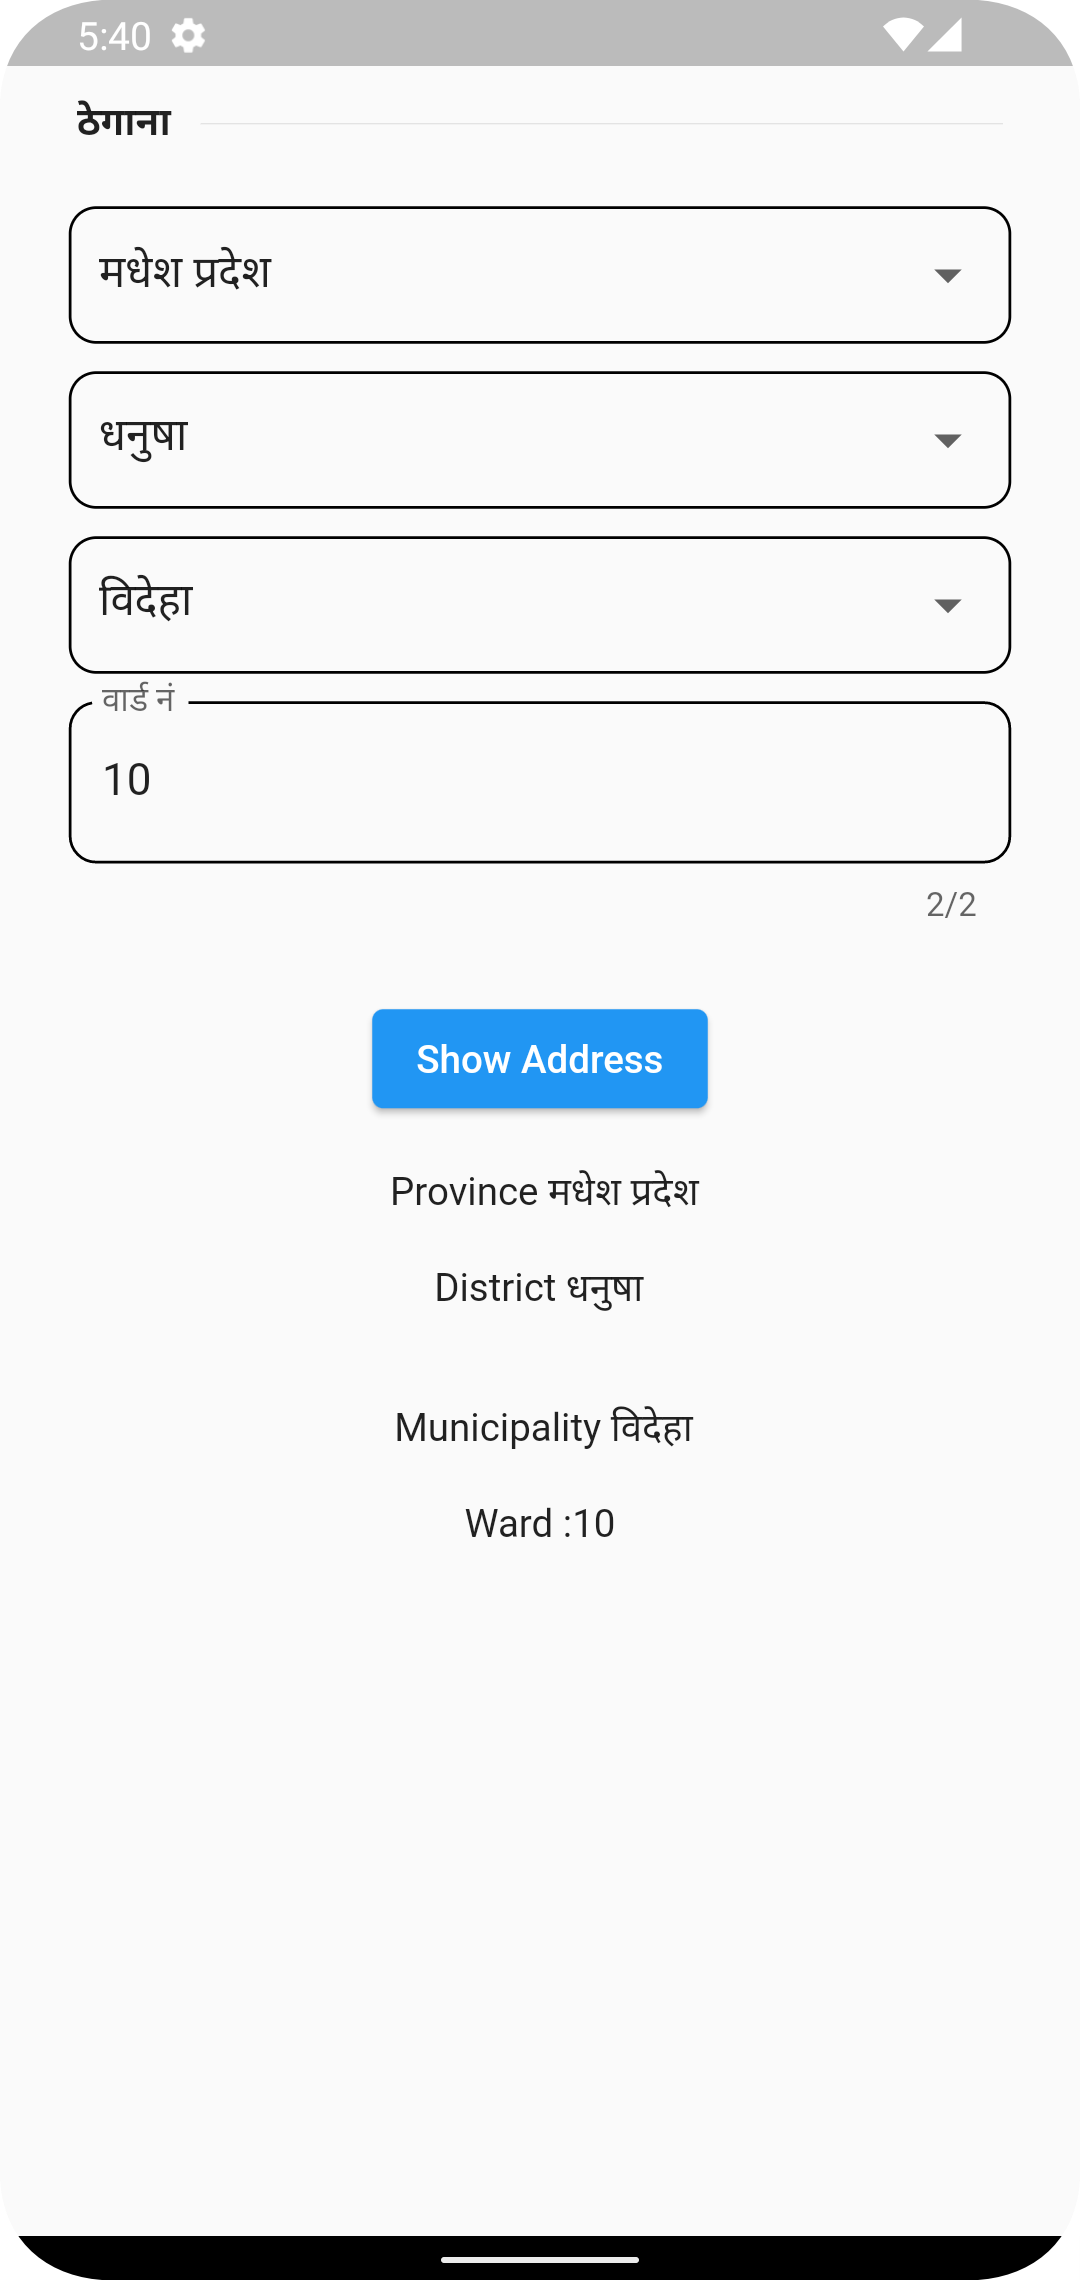 5:40
ठेगाना
मधेश प्रदेश
धनुषा
विदेहा
वार्ड नं
10
2/2
Show Address
Province मधेश प्रदेश
District धनुषा
Municipality विदेहा
Ward :10